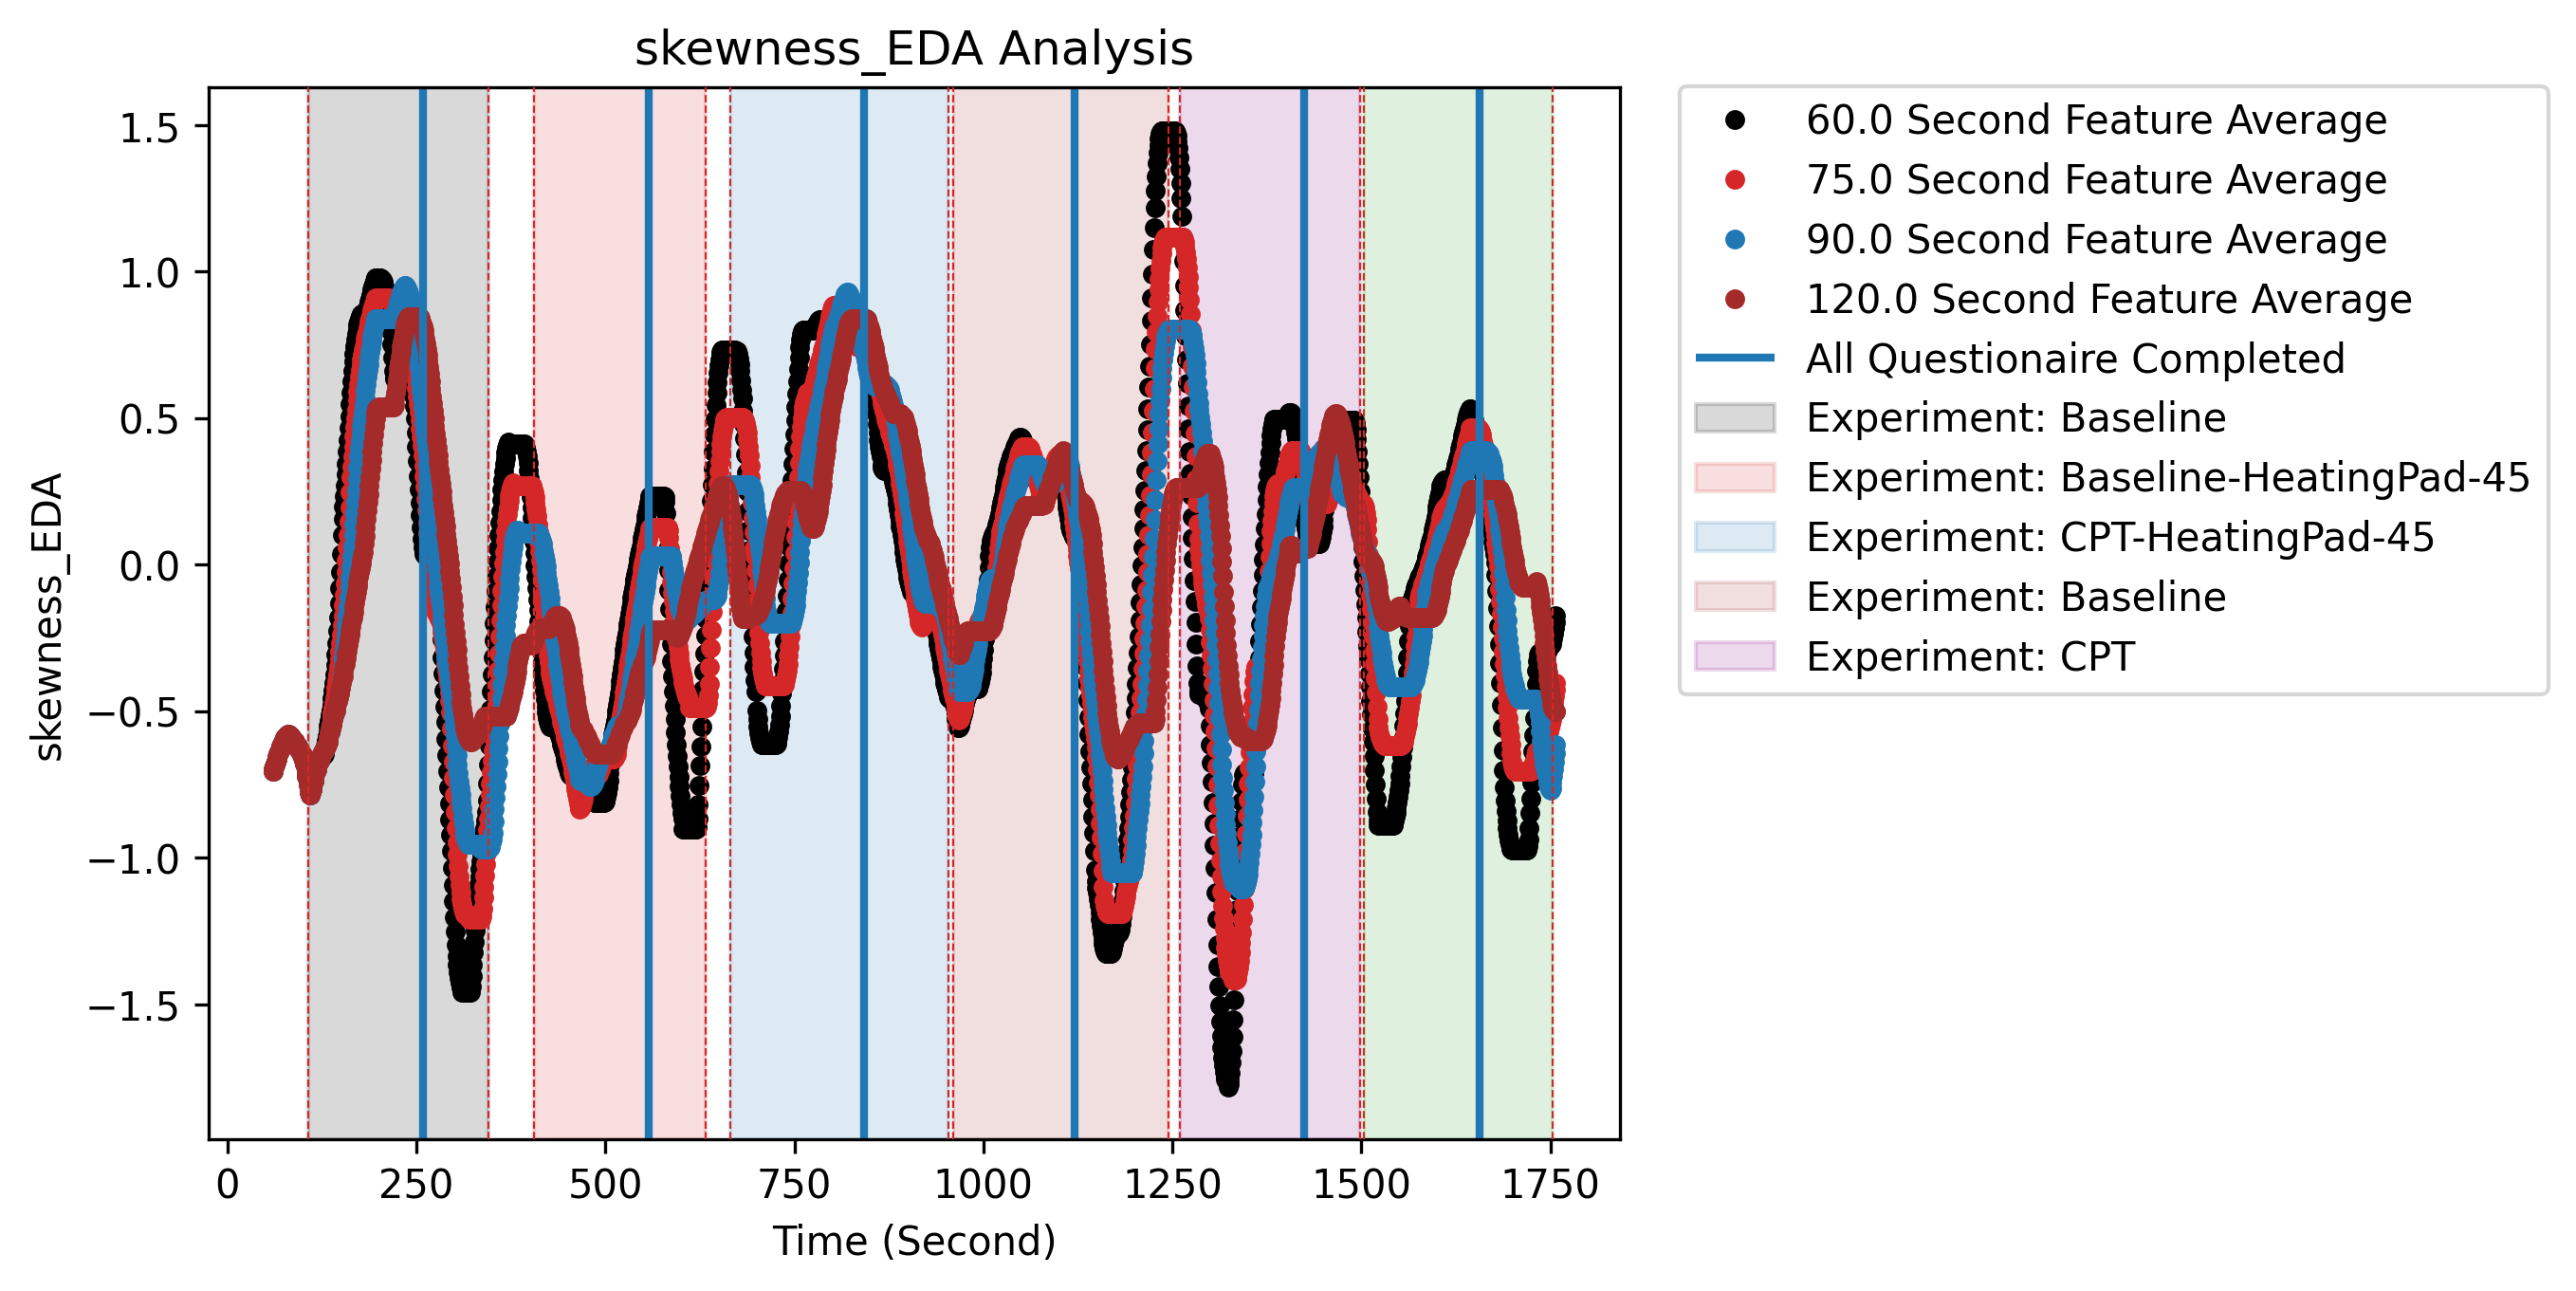 skewness_EDA Analysis
1.5
1.0
0.5
0.0
−0.5
−1.0
−1.5
skewness_EDA
0 250 500 750 1000 1250 1500 1750
Time (Second)
60.0 Second Feature Average
75.0 Second Feature Average
90.0 Second Feature Average
120.0 Second Feature Average
All Questionaire Completed
Experiment: Baseline
Experiment: Baseline-HeatingPad-45
Experiment: CPT-HeatingPad-45
Experiment: Baseline
Experiment: CPT